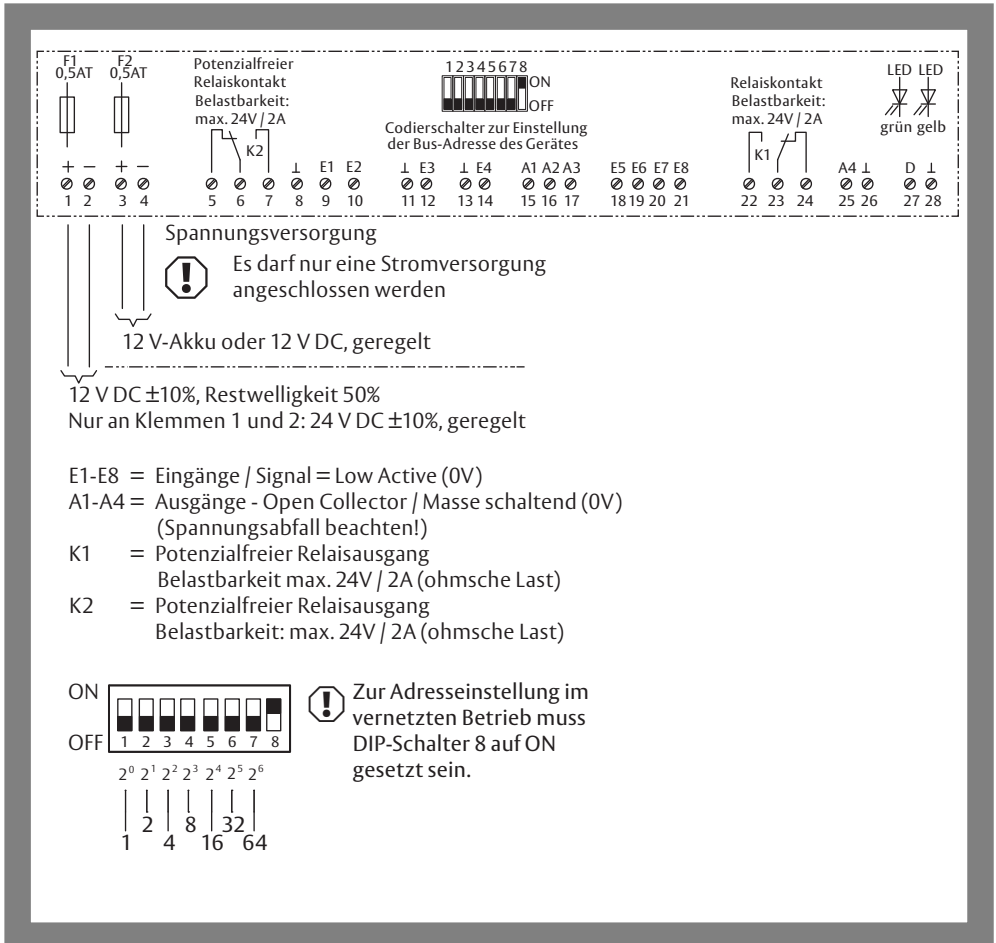 F1 F2
0,5AT 0,5AT
Potenzialfreier
Relaiskontakt
Belastbarkeit:
max. 24V / 2A
K2
1 2 3 4 5 6 7 8
ON
OFF
Codierschalter zur Einstellung
der Bus-Adresse des Gerätes
Relaiskontakt
Belastbarkeit:
max. 24V / 2A
K1
LED LED
grün gelb
+ − + − ⊥ E1 E2 ⊥ E3 ⊥ E4 A1 A2 A3 E5 E6 E7 E8 A4 ⊥ D ⊥
1 2 3 4 5 6 7 8 9 10 11 12 13 14 15 16 17 18 19 20 21 22 23 24 25 26 27 28
Spannungsversorgung
Es darf nur eine Stromversorgung
angeschlossen werden
12 V-Akku oder 12 V DC, geregelt
12 V DC ±10%, Restwelligkeit 50%
Nur an Klemmen 1 und 2: 24 V DC ±10%, geregelt
E1-E8 = Eingänge / Signal = Low Active (0V)
A1-A4 = Ausgänge - Open Collector / Masse schaltend (0V)
(Spannungsabfall beachten!)
K1 = Potenzialfreier Relaisausgang
Belastbarkeit max. 24V / 2A (ohmsche Last)
K2 = Potenzialfreier Relaisausgang
Belastbarkeit: max. 24V / 2A (ohmsche Last)
ON
OFF
1 2 3 4 5 6 7 8
2⁰ 2¹ 2² 2³ 2⁴ 2⁵ 2⁶
2 8 32
1 4 16 64
Zur Adresseinstellung im
vernetzten Betrieb muss
DIP-Schalter 8 auf ON
gesetzt sein.